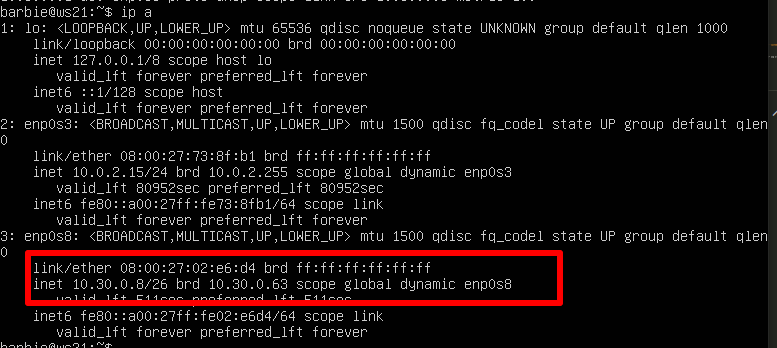 barbie@ws21:~$ ip a
1: lo: <LOOPBACK,UP,LOWER_UP> mtu 65536 qdisc noqueue state UNKNOWN group default qlen 1000
link/loopback 00:00:00:00:00:00 brd 00:00:00:00:00:00
inet 127.0.0.1/8 scope host lo
valid_lft forever preferred_lft forever
inet6 ::1/128 scope host
valid_lft forever preferred_lft forever
2: enp0s3: <BROADCAST,MULTICAST,UP,LOWER_UP> mtu 1500 qdisc fq_codel state UP group default qlen
0
link/ether 08:00:27:73:8f:b1 brd ff:ff:ff:ff:ff:ff
inet 10.0.2.15/24 brd 10.0.2.255 scope global dynamic enp0s3
valid_lft 80952sec preferred_lft 80952sec
inet6 fe80::a00:27ff:fe73:8fb1/64 scope link
valid_lft forever preferred_lft forever
3: enp0s8: <BROADCAST,MULTICAST,UP,LOWER_UP> mtu 1500 qdisc fq_codel state UP group default qlen
0
link/ether 08:00:27:02:e6:d4 brd ff:ff:ff:ff:ff:ff
inet 10.30.0.8/26 brd 10.30.0.63 scope global dynamic enp0s8
valid_lft 511sec preferred_lft 511sec
inet6 fe80::a00:27ff:fe02:e6d4/64 scope link
valid_lft forever preferred_lft forever
barbie@ws21:~$